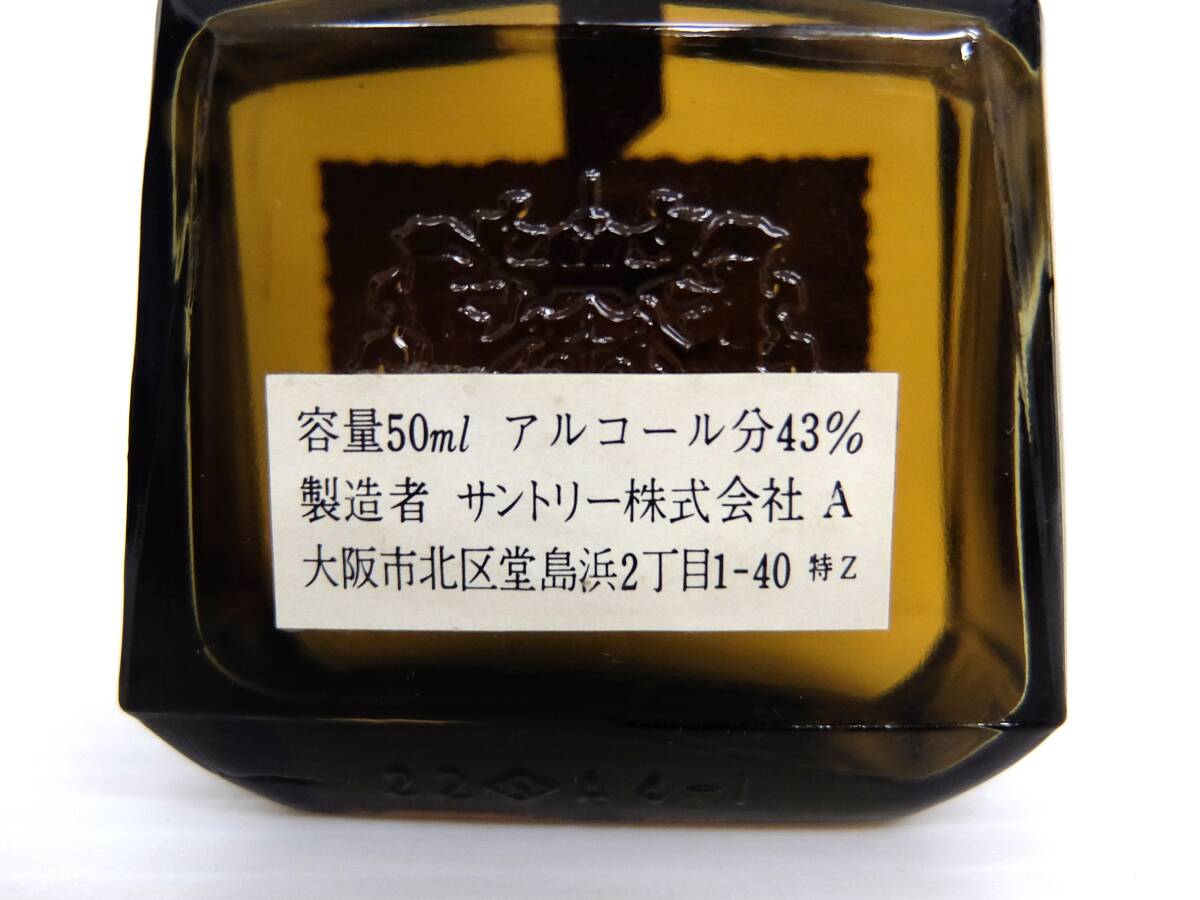 容量50ml アルコール分43%
製造者 サントリー株式会社 A
大阪市北区堂島浜2丁目1-40 特Z